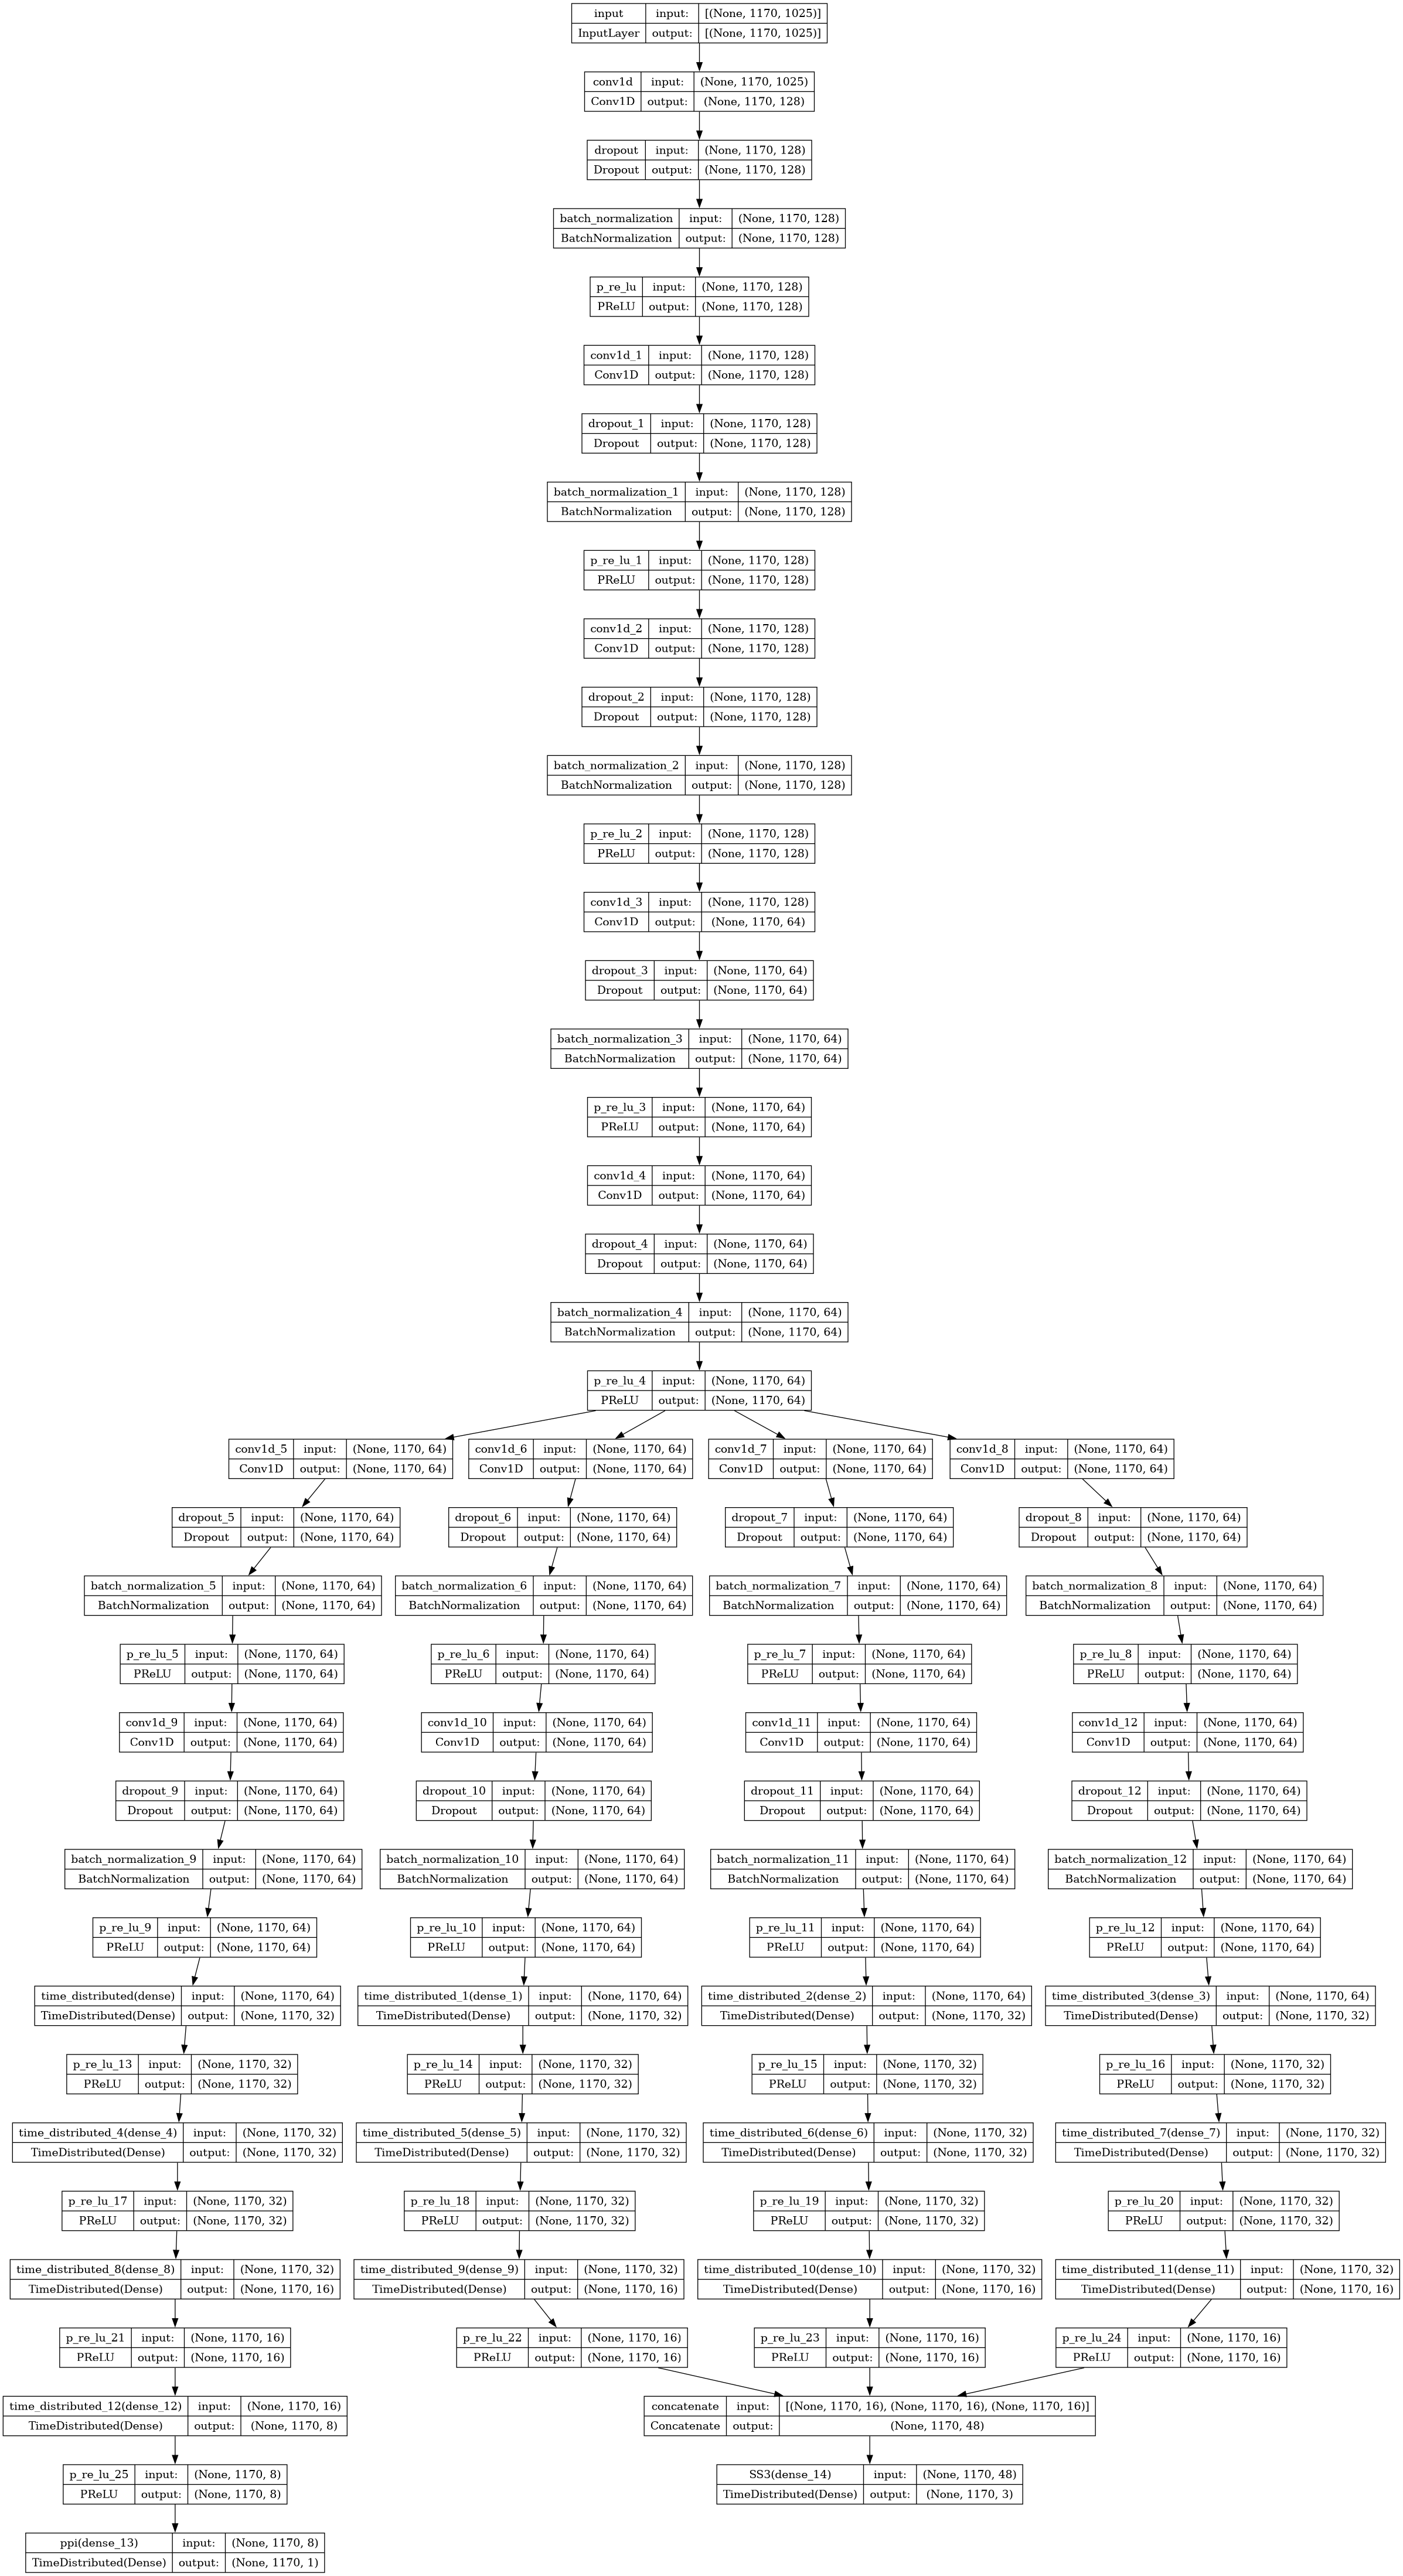 input input: [(None, 1170, 1025)]
InputLayer output: [(None, 1170, 1025)]
conv1d input: (None, 1170, 1025)
Conv1D output: (None, 1170, 128)
dropout input: (None, 1170, 128)
Dropout output: (None, 1170, 128)
batch_normalization input: (None, 1170, 128)
BatchNormalization output: (None, 1170, 128)
p_re_lu input: (None, 1170, 128)
PReLU output: (None, 1170, 128)
conv1d_1 input: (None, 1170, 128)
Conv1D output: (None, 1170, 128)
dropout_1 input: (None, 1170, 128)
Dropout output: (None, 1170, 128)
batch_normalization_1 input: (None, 1170, 128)
BatchNormalization output: (None, 1170, 128)
p_re_lu_1 input: (None, 1170, 128)
PReLU output: (None, 1170, 128)
conv1d_2 input: (None, 1170, 128)
Conv1D output: (None, 1170, 128)
dropout_2 input: (None, 1170, 128)
Dropout output: (None, 1170, 128)
batch_normalization_2 input: (None, 1170, 128)
BatchNormalization output: (None, 1170, 128)
p_re_lu_2 input: (None, 1170, 128)
PReLU output: (None, 1170, 128)
conv1d_3 input: (None, 1170, 128)
Conv1D output: (None, 1170, 64)
dropout_3 input: (None, 1170, 64)
Dropout output: (None, 1170, 64)
batch_normalization_3 input: (None, 1170, 64)
BatchNormalization output: (None, 1170, 64)
p_re_lu_3 input: (None, 1170, 64)
PReLU output: (None, 1170, 64)
conv1d_4 input: (None, 1170, 64)
Conv1D output: (None, 1170, 64)
dropout_4 input: (None, 1170, 64)
Dropout output: (None, 1170, 64)
batch_normalization_4 input: (None, 1170, 64)
BatchNormalization output: (None, 1170, 64)
p_re_lu_4 input: (None, 1170, 64)
PReLU output: (None, 1170, 64)
conv1d_5 input: (None, 1170, 64) conv1d_6 input: (None, 1170, 64) conv1d_7 input: (None, 1170, 64) conv1d_8 input: (None, 1170, 64)
Conv1D output: (None, 1170, 64) Conv1D output: (None, 1170, 64) Conv1D output: (None, 1170, 64) Conv1D output: (None, 1170, 64)
dropout_5 input: (None, 1170, 64) dropout_6 input: (None, 1170, 64) dropout_7 input: (None, 1170, 64) dropout_8 input: (None, 1170, 64)
Dropout output: (None, 1170, 64) Dropout output: (None, 1170, 64) Dropout output: (None, 1170, 64) Dropout output: (None, 1170, 64)
batch_normalization_5 input: (None, 1170, 64) batch_normalization_6 input: (None, 1170, 64) batch_normalization_7 input: (None, 1170, 64) batch_normalization_8 input: (None, 1170, 64)
BatchNormalization output: (None, 1170, 64) BatchNormalization output: (None, 1170, 64) BatchNormalization output: (None, 1170, 64) BatchNormalization output: (None, 1170, 64)
p_re_lu_5 input: (None, 1170, 64) p_re_lu_6 input: (None, 1170, 64) p_re_lu_7 input: (None, 1170, 64) p_re_lu_8 input: (None, 1170, 64)
PReLU output: (None, 1170, 64) PReLU output: (None, 1170, 64) PReLU output: (None, 1170, 64) PReLU output: (None, 1170, 64)
conv1d_9 input: (None, 1170, 64) conv1d_10 input: (None, 1170, 64) conv1d_11 input: (None, 1170, 64) conv1d_12 input: (None, 1170, 64)
Conv1D output: (None, 1170, 64) Conv1D output: (None, 1170, 64) Conv1D output: (None, 1170, 64) Conv1D output: (None, 1170, 64)
dropout_9 input: (None, 1170, 64) dropout_10 input: (None, 1170, 64) dropout_11 input: (None, 1170, 64) dropout_12 input: (None, 1170, 64)
Dropout output: (None, 1170, 64) Dropout output: (None, 1170, 64) Dropout output: (None, 1170, 64) Dropout output: (None, 1170, 64)
batch_normalization_9 input: (None, 1170, 64) batch_normalization_10 input: (None, 1170, 64) batch_normalization_11 input: (None, 1170, 64) batch_normalization_12 input: (None, 1170, 64)
BatchNormalization output: (None, 1170, 64) BatchNormalization output: (None, 1170, 64) BatchNormalization output: (None, 1170, 64) BatchNormalization output: (None, 1170, 64)
p_re_lu_9 input: (None, 1170, 64) p_re_lu_10 input: (None, 1170, 64) p_re_lu_11 input: (None, 1170, 64) p_re_lu_12 input: (None, 1170, 64)
PReLU output: (None, 1170, 64) PReLU output: (None, 1170, 64) PReLU output: (None, 1170, 64) PReLU output: (None, 1170, 64)
time_distributed(dense) input: (None, 1170, 64) time_distributed_1(dense_1) input: (None, 1170, 64) time_distributed_2(dense_2) input: (None, 1170, 64) time_distributed_3(dense_3) input: (None, 1170, 64)
TimeDistributed(Dense) output: (None, 1170, 32) TimeDistributed(Dense) output: (None, 1170, 32) TimeDistributed(Dense) output: (None, 1170, 32) TimeDistributed(Dense) output: (None, 1170, 32)
p_re_lu_13 input: (None, 1170, 32) p_re_lu_14 input: (None, 1170, 32) p_re_lu_15 input: (None, 1170, 32) p_re_lu_16 input: (None, 1170, 32)
PReLU output: (None, 1170, 32) PReLU output: (None, 1170, 32) PReLU output: (None, 1170, 32) PReLU output: (None, 1170, 32)
time_distributed_4(dense_4) input: (None, 1170, 32) time_distributed_5(dense_5) input: (None, 1170, 32) time_distributed_6(dense_6) input: (None, 1170, 32) time_distributed_7(dense_7) input: (None, 1170, 32)
TimeDistributed(Dense) output: (None, 1170, 32) TimeDistributed(Dense) output: (None, 1170, 32) TimeDistributed(Dense) output: (None, 1170, 32) TimeDistributed(Dense) output: (None, 1170, 32)
p_re_lu_17 input: (None, 1170, 32) p_re_lu_18 input: (None, 1170, 32) p_re_lu_19 input: (None, 1170, 32) p_re_lu_20 input: (None, 1170, 32)
PReLU output: (None, 1170, 32) PReLU output: (None, 1170, 32) PReLU output: (None, 1170, 32) PReLU output: (None, 1170, 32)
time_distributed_8(dense_8) input: (None, 1170, 32) time_distributed_9(dense_9) input: (None, 1170, 32) time_distributed_10(dense_10) input: (None, 1170, 32) time_distributed_11(dense_11) input: (None, 1170, 32)
TimeDistributed(Dense) output: (None, 1170, 16) TimeDistributed(Dense) output: (None, 1170, 16) TimeDistributed(Dense) output: (None, 1170, 16) TimeDistributed(Dense) output: (None, 1170, 16)
p_re_lu_21 input: (None, 1170, 16) p_re_lu_22 input: (None, 1170, 16) p_re_lu_23 input: (None, 1170, 16) p_re_lu_24 input: (None, 1170, 16)
PReLU output: (None, 1170, 16) PReLU output: (None, 1170, 16) PReLU output: (None, 1170, 16) PReLU output: (None, 1170, 16)
time_distributed_12(dense_12) input: (None, 1170, 16) concatenate input: [(None, 1170, 16), (None, 1170, 16), (None, 1170, 16)]
TimeDistributed(Dense) output: (None, 1170, 8) Concatenate output: (None, 1170, 48)
p_re_lu_25 input: (None, 1170, 8) SS3(dense_14) input: (None, 1170, 48)
PReLU output: (None, 1170, 8) TimeDistributed(Dense) output: (None, 1170, 3)
ppi(dense_13) input: (None, 1170, 8)
TimeDistributed(Dense) output: (None, 1170, 1)